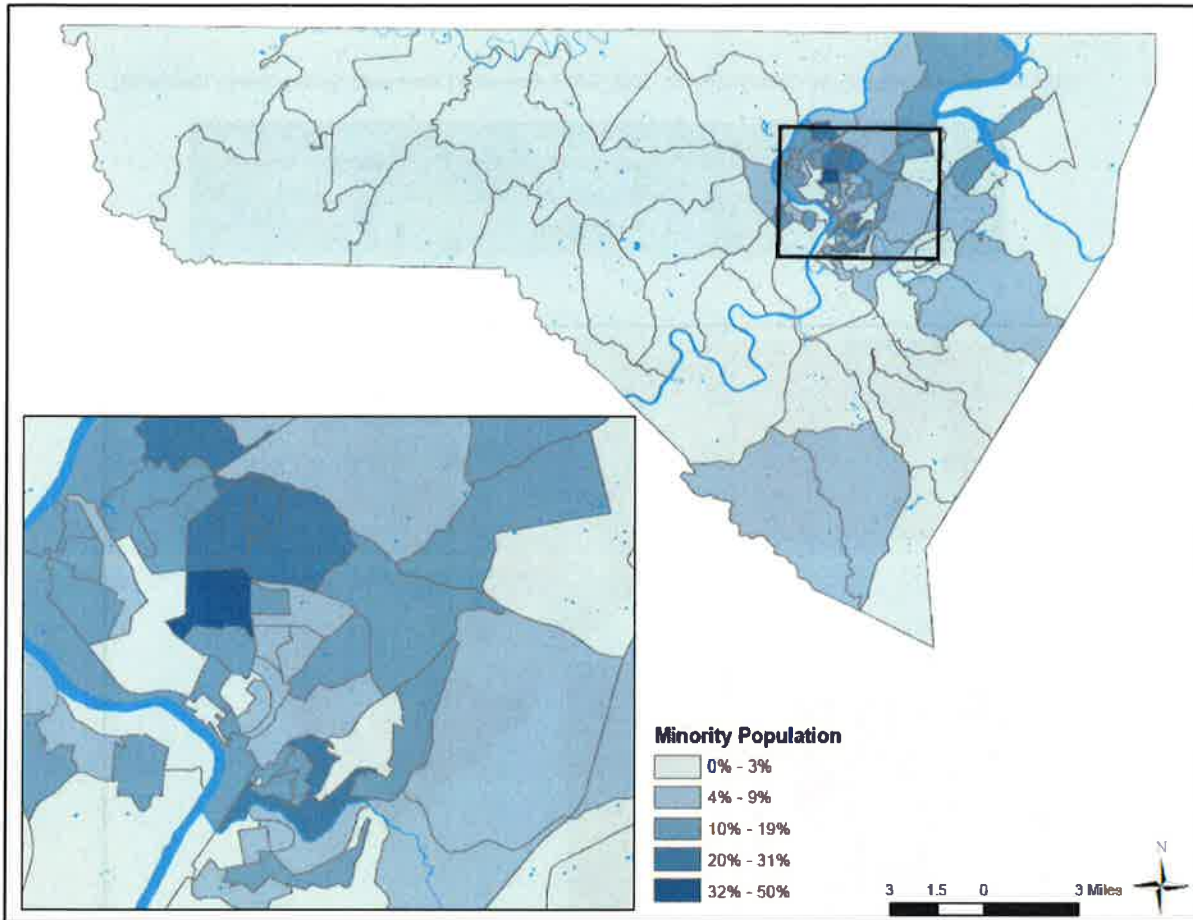 Minority Population
0% - 3%
4% - 9%
10% - 19%
20% - 31%
32% - 50%
3 1.5 0 3 Miles
N